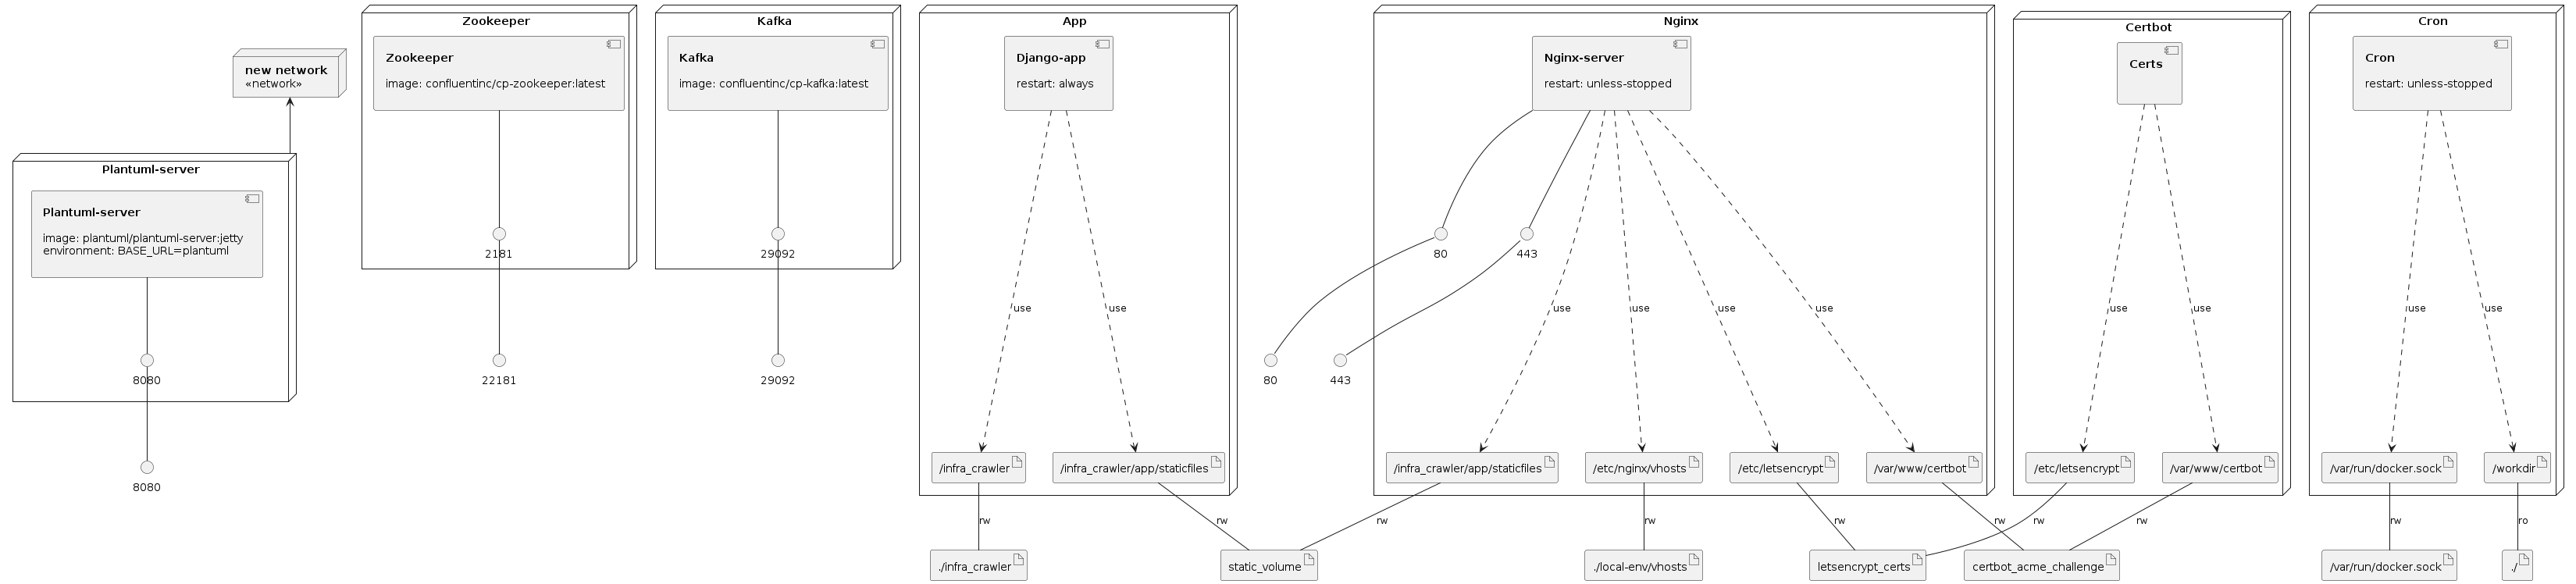 new network
«network»
Plantuml-server
Plantuml-server
image: plantuml/plantuml-server:jetty
environment: BASE_URL=plantuml
8080
8080
Zookeeper
Zookeeper
image: confluentinc/cp-zookeeper:latest
2181
22181
Kafka
Kafka
image: confluentinc/cp-kafka:latest
29092
29092
App
Django-app
restart: always
use
use
/infra_crawler
/infra_crawler/app/staticfiles
rw
rw
./infra_crawler
static_volume
Nginx
Nginx-server
restart: unless-stopped
80
443
80
443
use
use
use
use
/infra_crawler/app/staticfiles
/etc/nginx/vhosts
/etc/letsencrypt
/var/www/certbot
rw
rw
rw
rw
./local-env/vhosts
letsencrypt_certs
certbot_acme_challenge
Certbot
Certs
use
use
/etc/letsencrypt
/var/www/certbot
rw
rw
Cron
Cron
restart: unless-stopped
use
use
/var/run/docker.sock
/workdir
rw
ro
/var/run/docker.sock
./